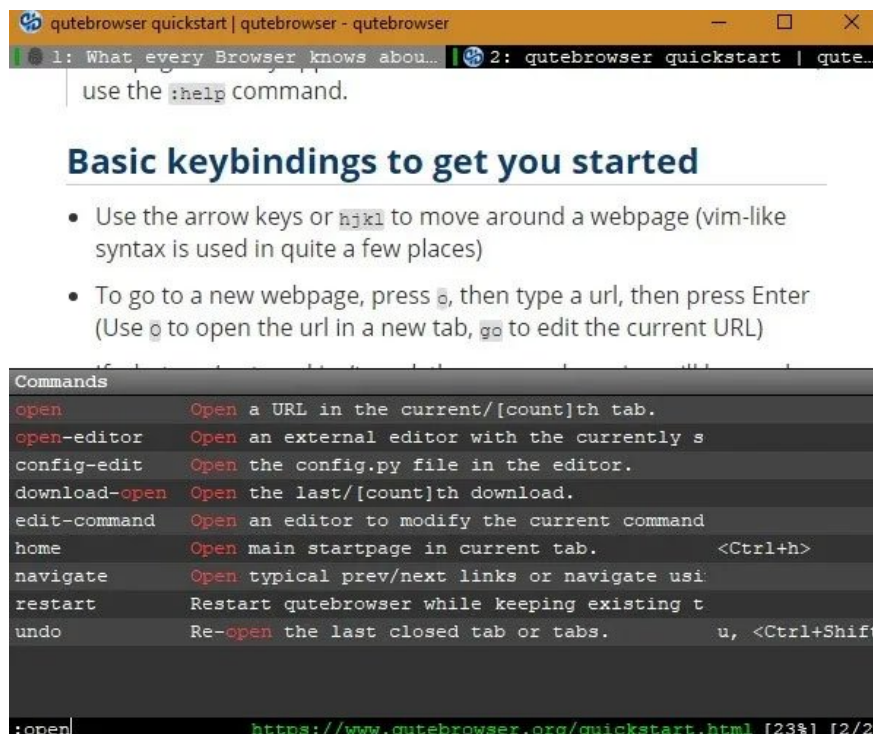 qutebrowser quickstart | qutebrowser - qutebrowser
1: What every Browser knows abou… 2: qutebrowser quickstart | qute…
use the :help command.
Basic keybindings to get you started
• Use the arrow keys or hjkl to move around a webpage (vim-like
syntax is used in quite a few places)
• To go to a new webpage, press o, then type a url, then press Enter
(Use O to open the url in a new tab, go to edit the current URL)
Commands
open Open a URL in the current/[count]th tab.
open-editor Open an external editor with the currently s
config-edit Open the config.py file in the editor.
download-open Open the last/[count]th download.
edit-command Open an editor to modify the current command
home Open main startpage in current tab. <Ctrl+h>
navigate Open typical prev/next links or navigate usi
restart Restart qutebrowser while keeping existing t
undo Re-open the last closed tab or tabs. u, <Ctrl+Shift
:open https://www.qutebrowser.org/quickstart.html [23%] [2/2